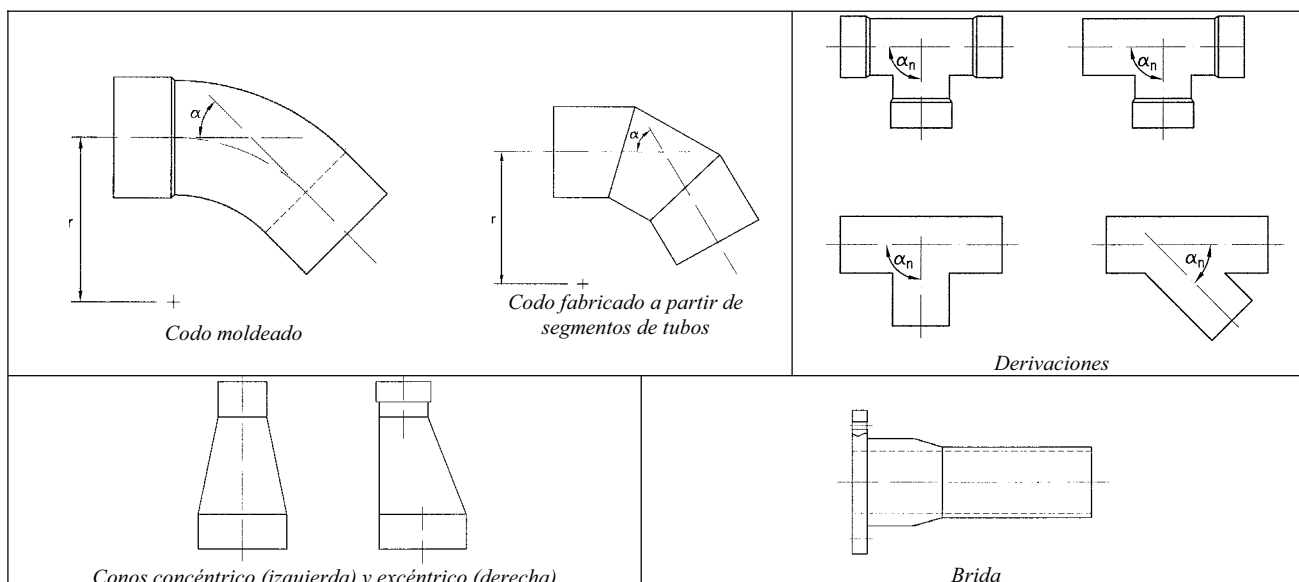 α
r
Codo moldeado
α
r
Codo fabricado a partir de
segmentos de tubos
αn
αn
αn
αn
Derivaciones
Conos concéntrico (izquierda) y excéntrico (derecha)
Brida